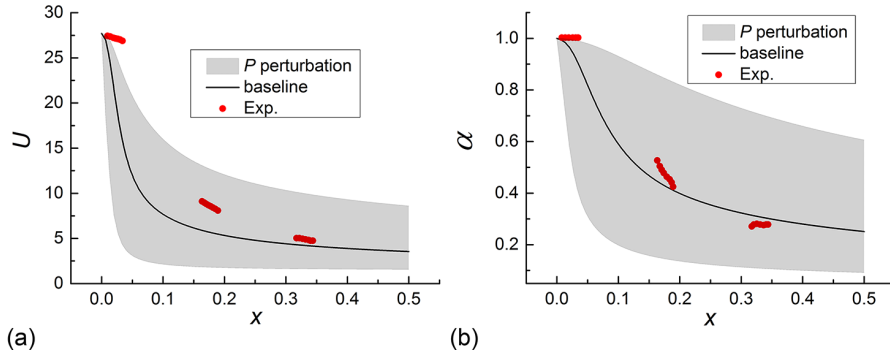 30
25
20
15
10
5
0
U
0.0 0.1 0.2 0.3 0.4 0.5
x
P perturbation
baseline
Exp.
(a)
1.0
0.8
0.6
0.4
0.2
α
0.0 0.1 0.2 0.3 0.4 0.5
x
P perturbation
baseline
Exp.
(b)